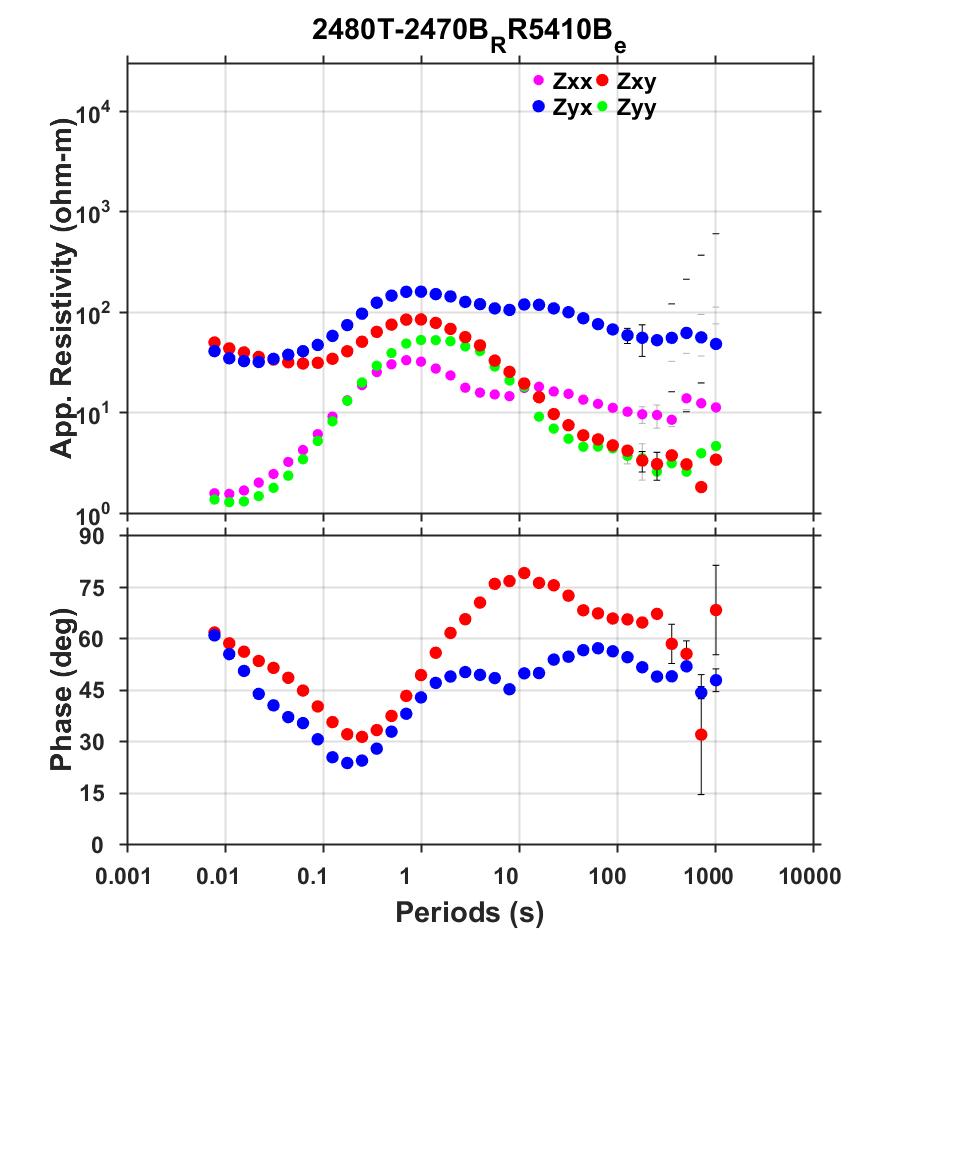 2480T-2470B_R R5410B_e
Zxx Zxy
Zyx Zyy
App. Resistivity (ohm-m)
10^4
10^3
10^2
10^1
10^0
Phase (deg)
90
75
60
45
30
15
0
0.001 0.01 0.1 1 10 100 1000 10000
Periods (s)